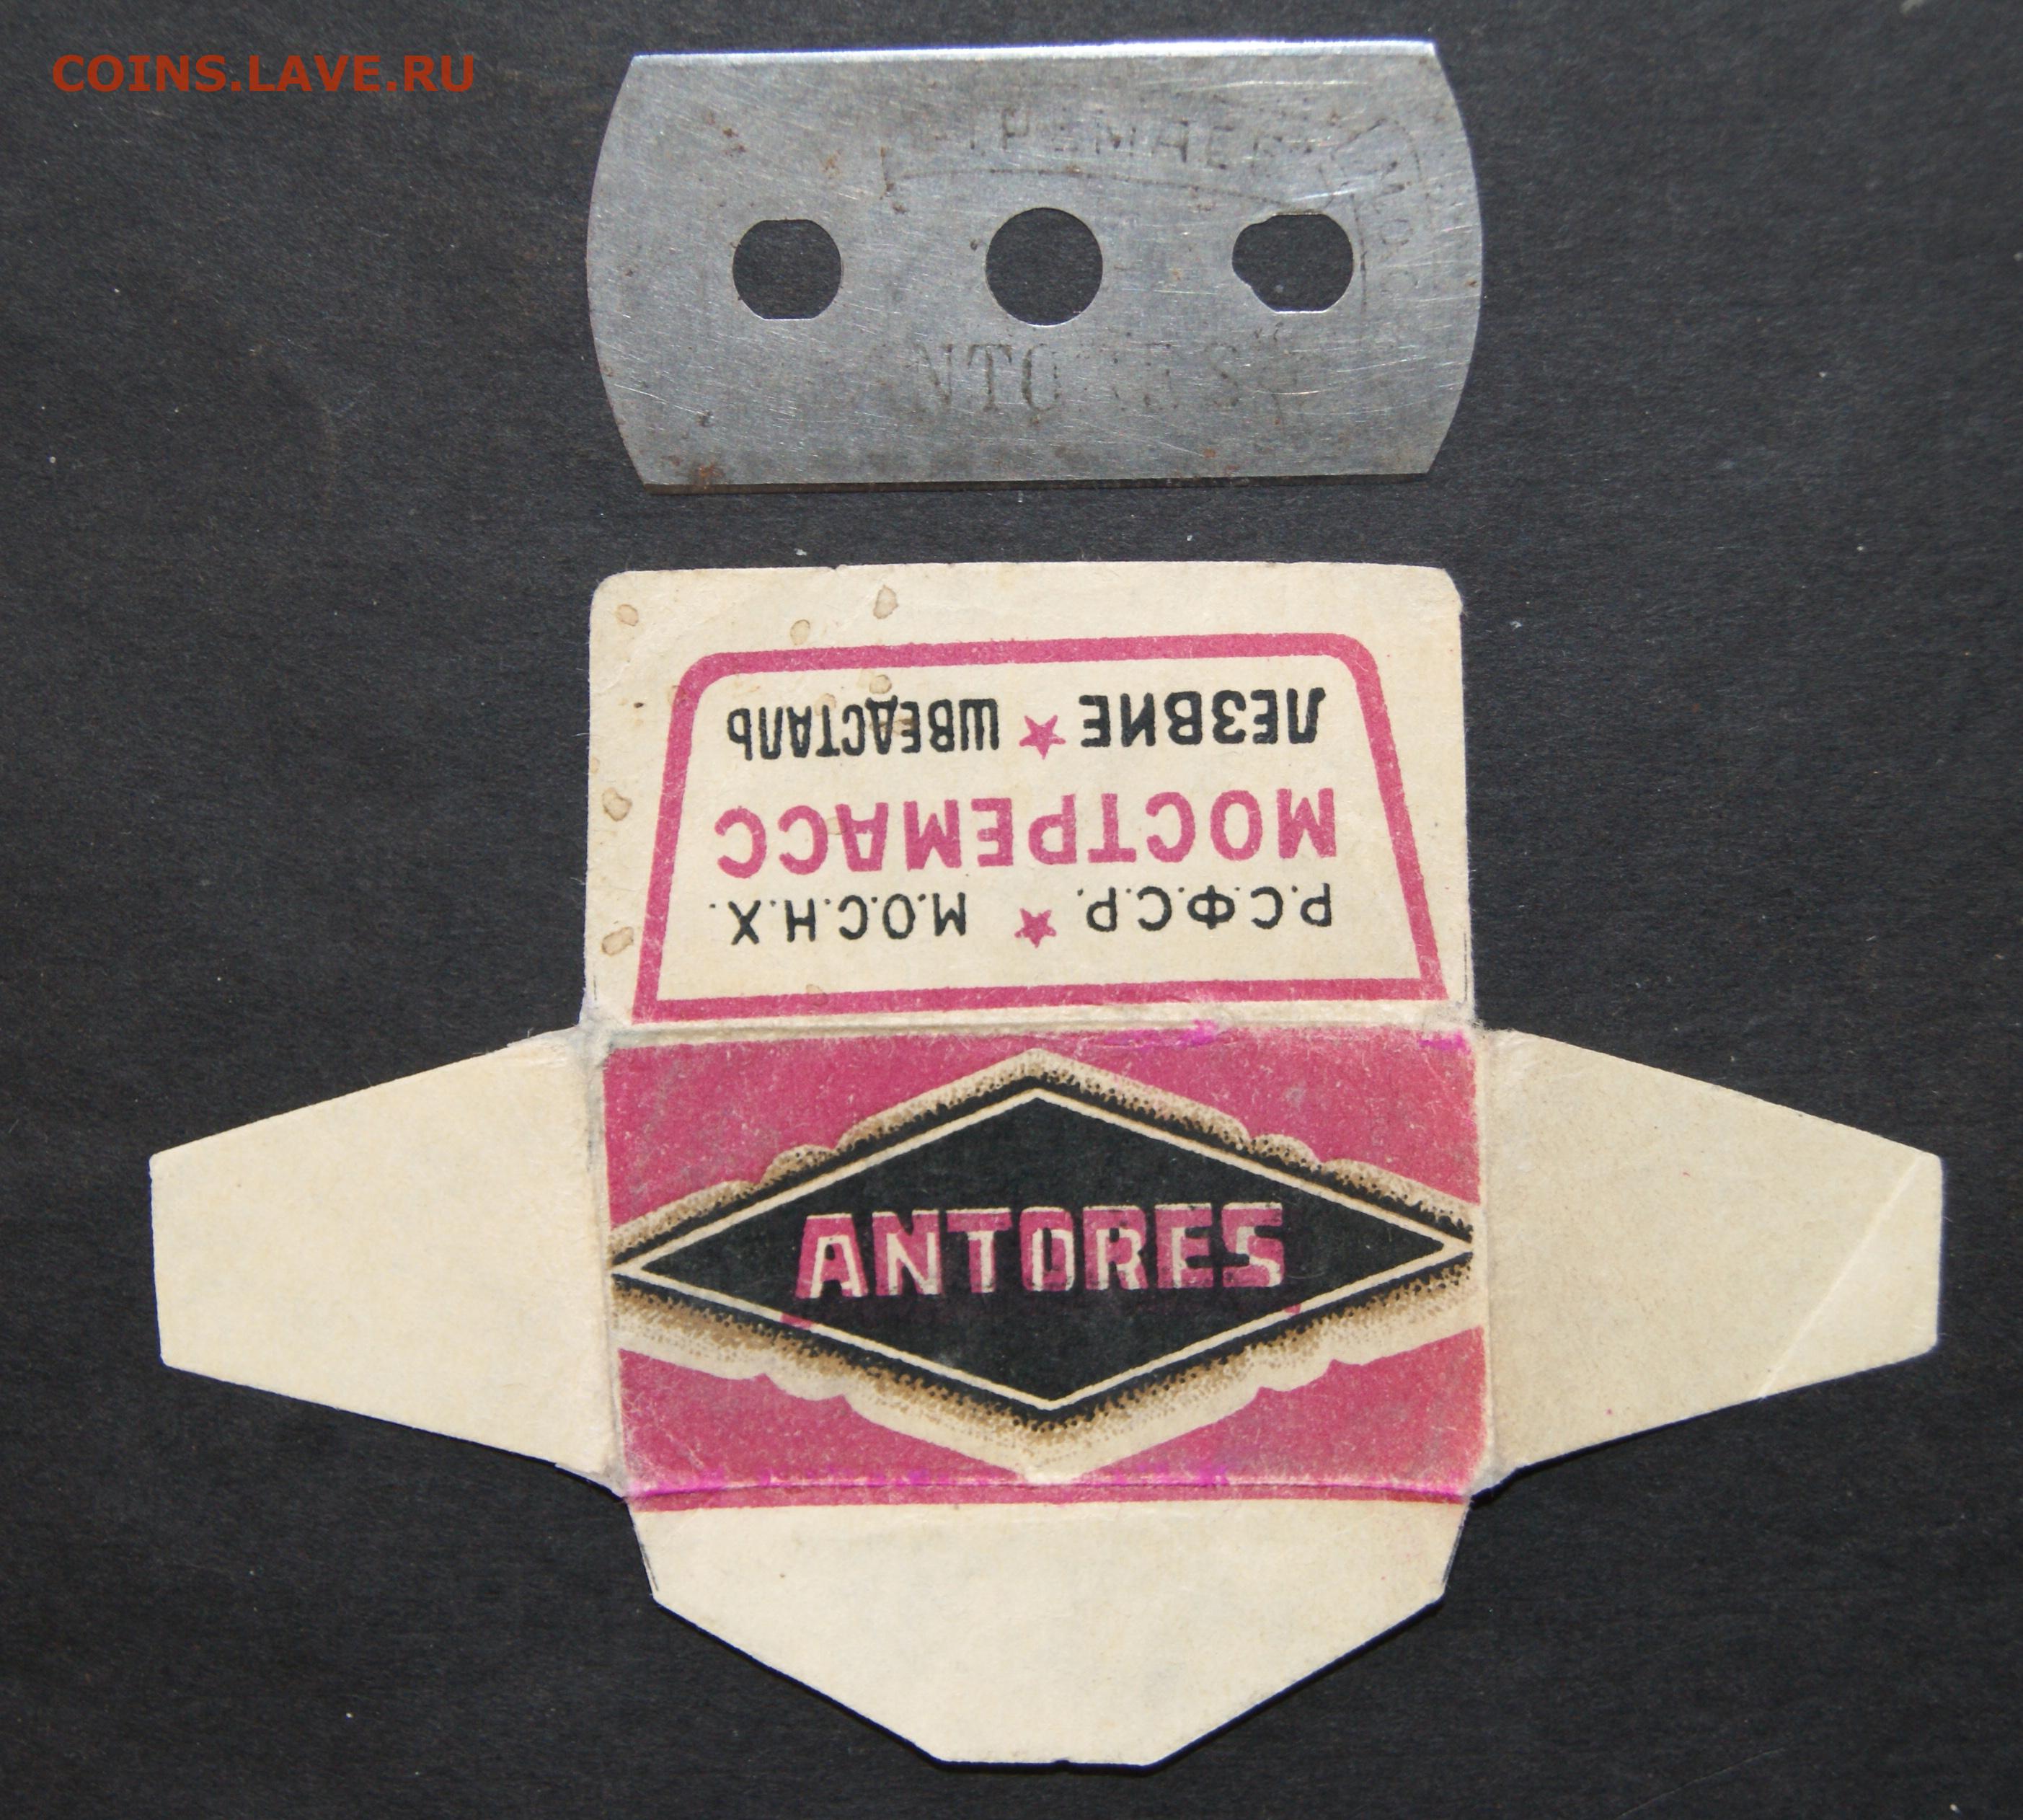 COINS.LAVE.RU
Р.С.Ф.С.Р. ★ М.О.С.Н.Х.
МОСТРЕМАСС
ЛЕЗВИЕ ★ ШВЕДСТАЛЬ
ANTORES